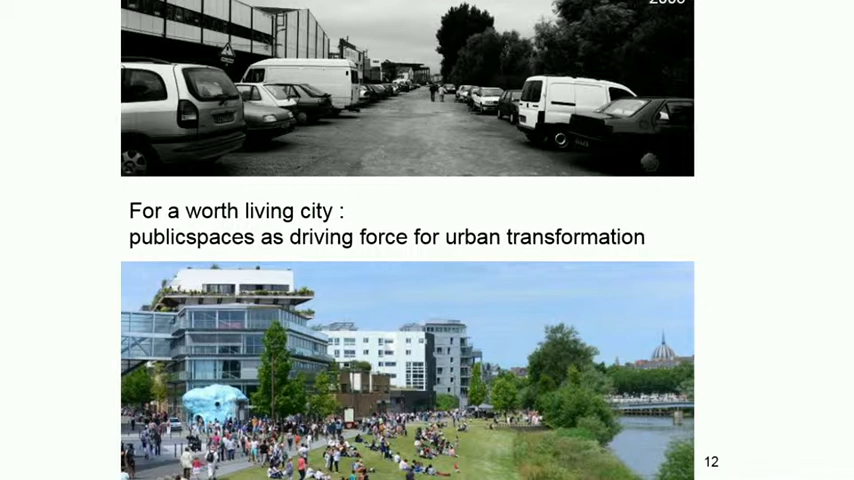 For a worth living city :
publicspaces as driving force for urban transformation
12